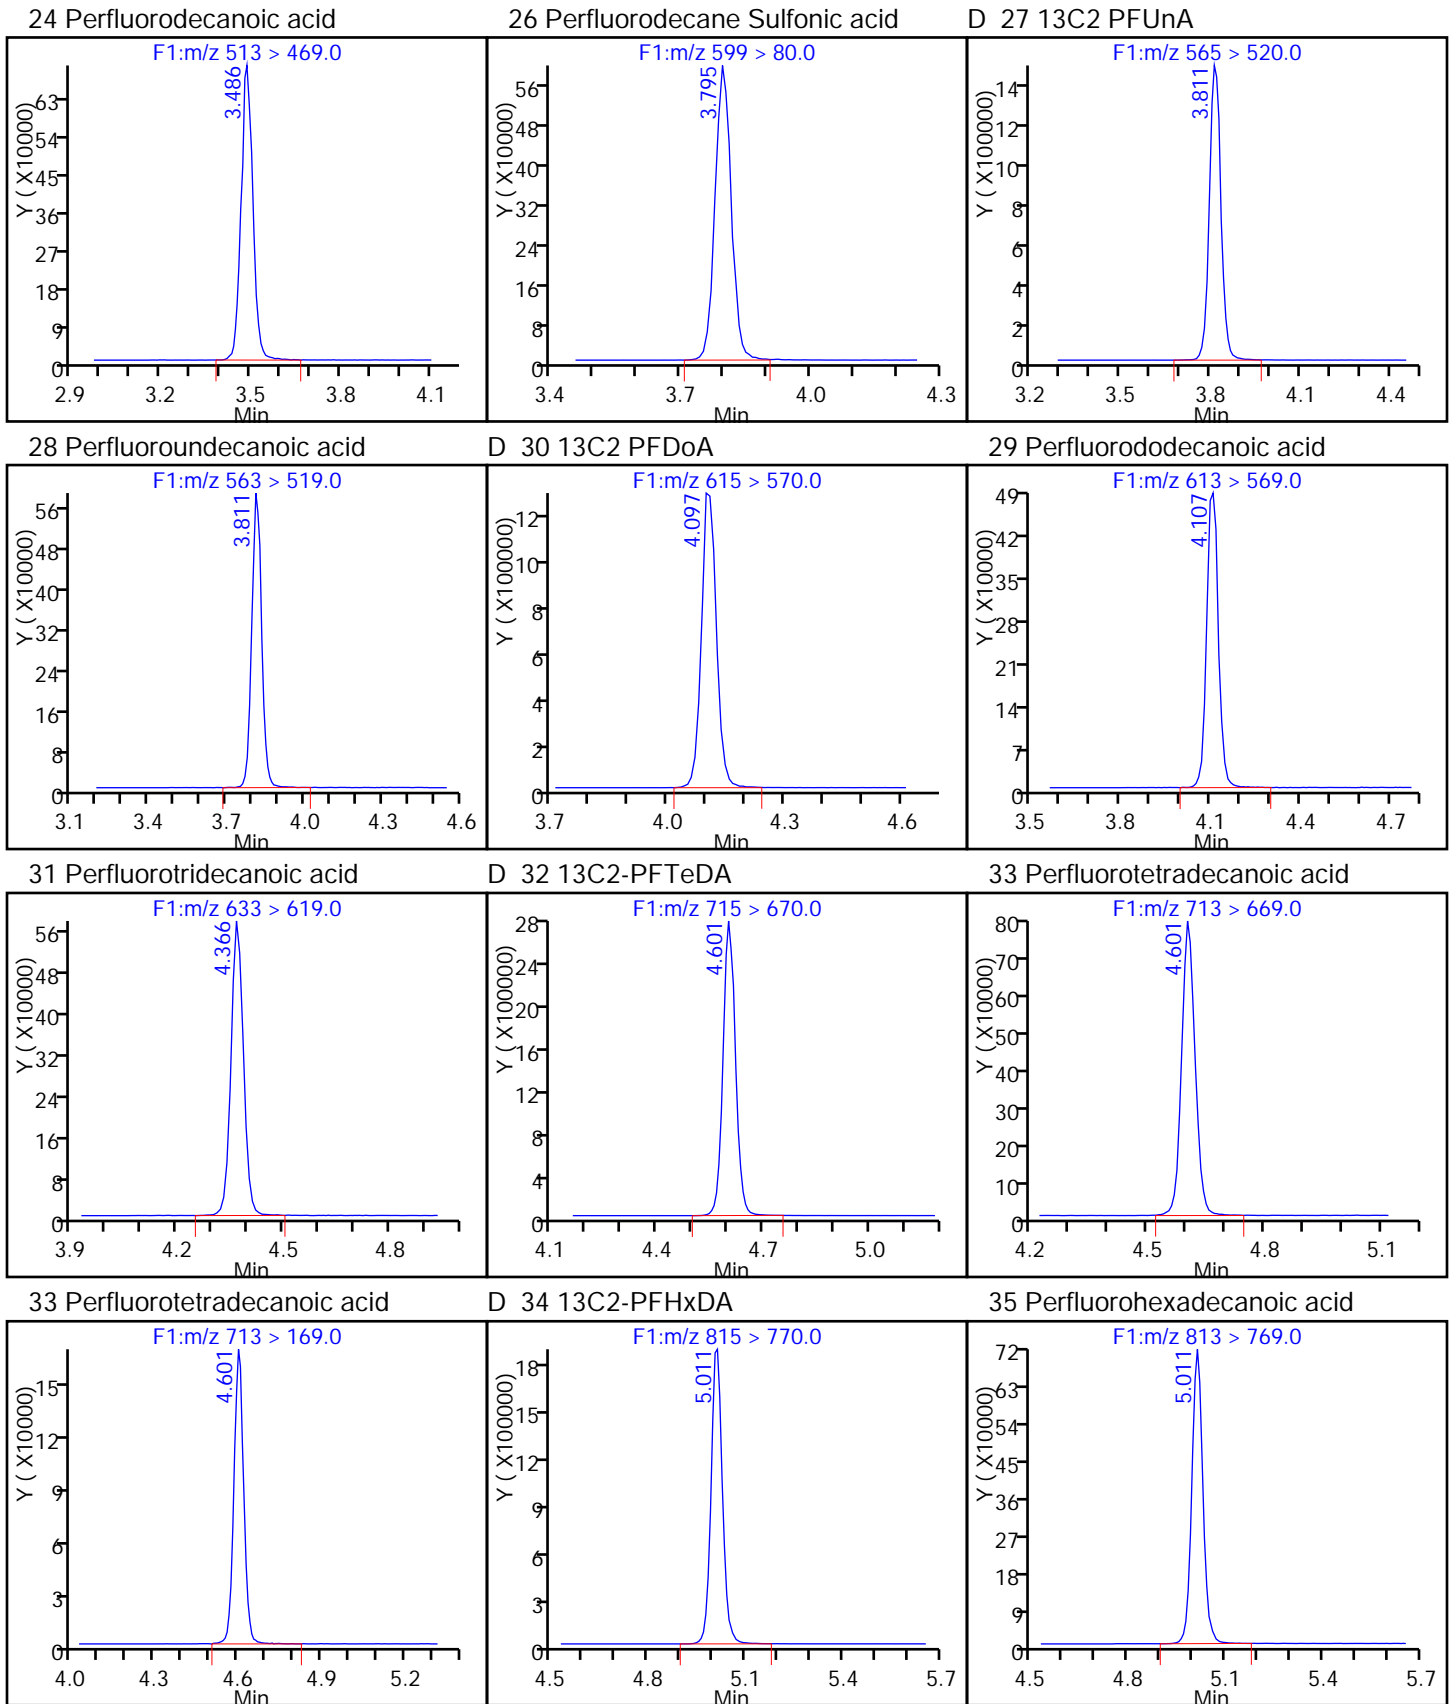 24 Perfluorodecanoic acid
F1:m/z 513 > 469.0
3.486
Y ( X10000)
63
54
45
36
27
18
9
0
2.9 3.2 3.5 3.8 4.1
Min
26 Perfluorodecane Sulfonic acid
F1:m/z 599 > 80.0
3.795
Y ( X10000)
56
48
40
32
24
16
8
0
3.4 3.7 4.0 4.3
Min
D 27 13C2 PFUnA
F1:m/z 565 > 520.0
3.811
Y ( X100000)
14
12
10
8
6
4
2
0
3.2 3.5 3.8 4.1 4.4
Min
28 Perfluoroundecanoic acid
F1:m/z 563 > 519.0
3.811
Y ( X10000)
56
48
40
32
24
16
8
0
3.1 3.4 3.7 4.0 4.3 4.6
Min
D 30 13C2 PFDoA
F1:m/z 615 > 570.0
4.097
Y ( X100000)
12
10
8
6
4
2
0
3.7 4.0 4.3 4.6
Min
29 Perfluorododecanoic acid
F1:m/z 613 > 569.0
4.107
Y ( X10000)
49
42
35
28
21
14
7
0
3.5 3.8 4.1 4.4 4.7
Min
31 Perfluorotridecanoic acid
F1:m/z 633 > 619.0
4.366
Y ( X10000)
56
48
40
32
24
16
8
0
3.9 4.2 4.5 4.8
Min
D 32 13C2-PFTeDA
F1:m/z 715 > 670.0
4.601
Y ( X100000)
28
24
20
16
12
8
4
0
4.1 4.4 4.7 5.0
Min
33 Perfluorotetradecanoic acid
F1:m/z 713 > 669.0
4.601
Y ( X10000)
80
70
60
50
40
30
20
10
0
4.2 4.5 4.8 5.1
Min
33 Perfluorotetradecanoic acid
F1:m/z 713 > 169.0
4.601
Y ( X10000)
15
12
9
6
3
0
4.0 4.3 4.6 4.9 5.2
Min
D 34 13C2-PFHxDA
F1:m/z 815 > 770.0
5.011
Y ( X100000)
18
15
12
9
6
3
0
4.5 4.8 5.1 5.4 5.7
Min
35 Perfluorohexadecanoic acid
F1:m/z 813 > 769.0
5.011
Y ( X10000)
72
63
54
45
36
27
18
9
0
4.5 4.8 5.1 5.4 5.7
Min